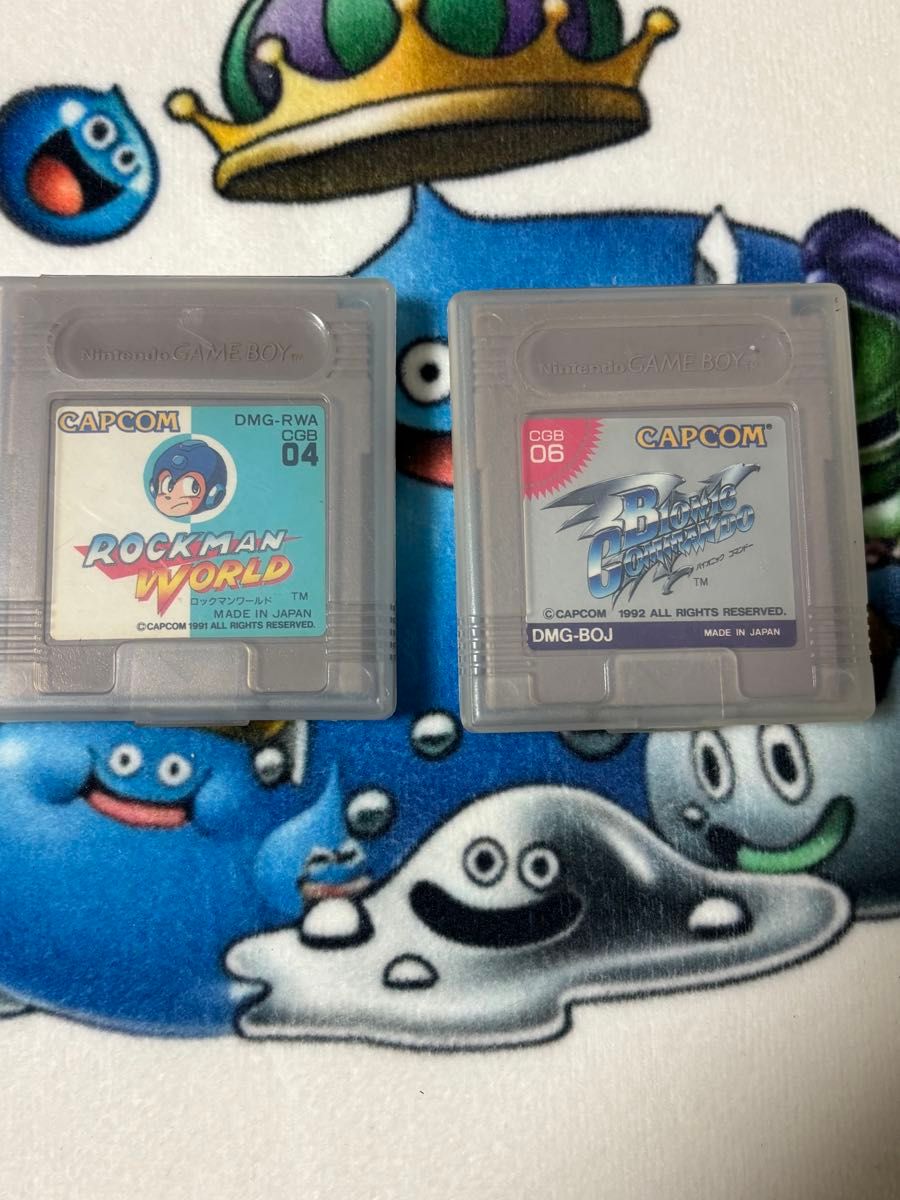 Nintendo GAME BOY™
CAPCOM
DMG-RWA
CGB
04
ROCKMAN
WORLD
ロックマンワールド
TM
MADE IN JAPAN
©CAPCOM 1991 ALL RIGHTS RESERVED.
Nintendo GAME BOY™
CGB
06
CAPCOM®
BIONIC
COMMANDO
バイオニック コマンドー
TM
©CAPCOM 1992 ALL RIGHTS RESERVED.
DMG-BOJ
MADE IN JAPAN